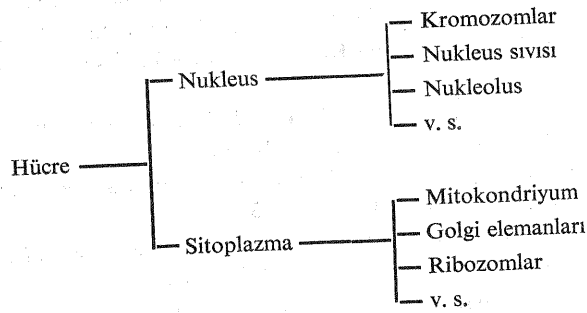 Hücre
Nukleus
Kromozomlar
Nukleus sıvısı
Nukleolus
v. s.
Sitoplazma
Mitokondriyum
Golgi elemanları
Ribozomlar
v. s.